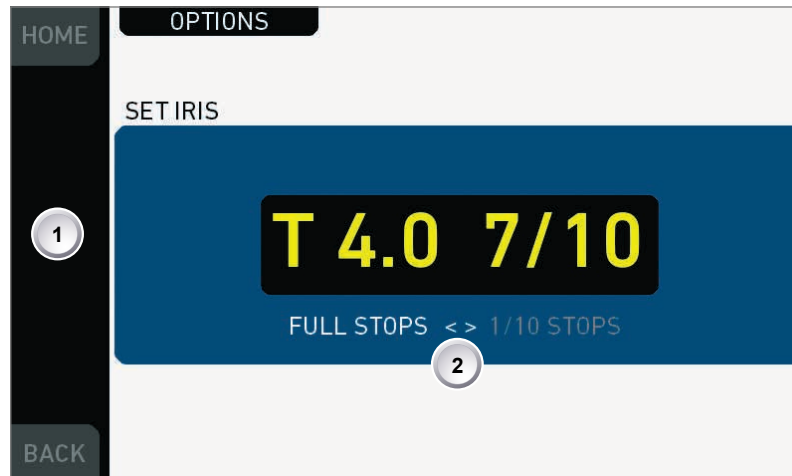 HOME
OPTIONS
SET IRIS
1
T 4.0 7/10
FULL STOPS < > 1/10 STOPS
2
BACK